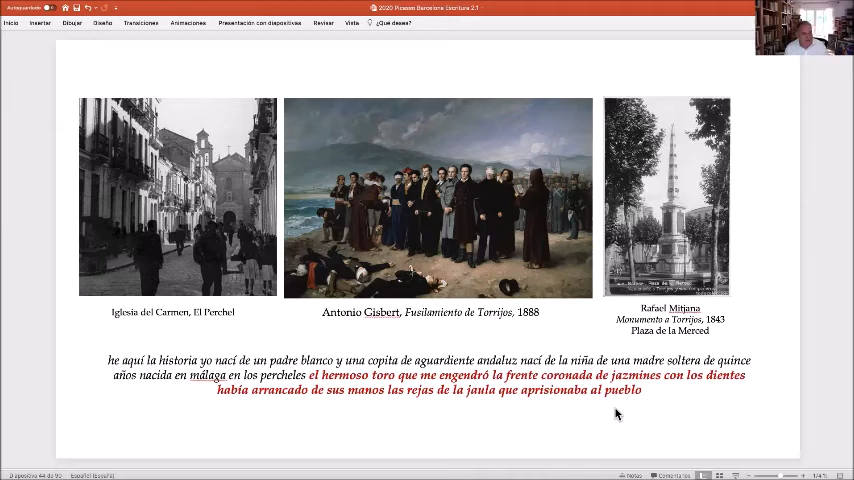 Autoguardado
2020 Picasso Barcelona Escritura 2.1
Inicio Insertar Dibujar Diseño Transiciones Animaciones Presentación con diapositivas Revisar Vista ¿Qué desea?
Iglesia del Carmen, El Perchel
Antonio Gisbert, Fusilamiento de Torrijos, 1888
Rafael Mitjana
Monumento a Torrijos, 1843
Plaza de la Merced
he aquí la historia yo nací de un padre blanco y una copita de aguardiente andaluz nací de la niña de una madre soltera de quince
años nacida en málaga en los percheles el hermoso toro que me engendró la frente coronada de jazmines con los dientes
había arrancado de sus manos las rejas de la jaula que aprisionaba al pueblo
Diapositiva 44 de 90 Español (España) Notas Comentarios